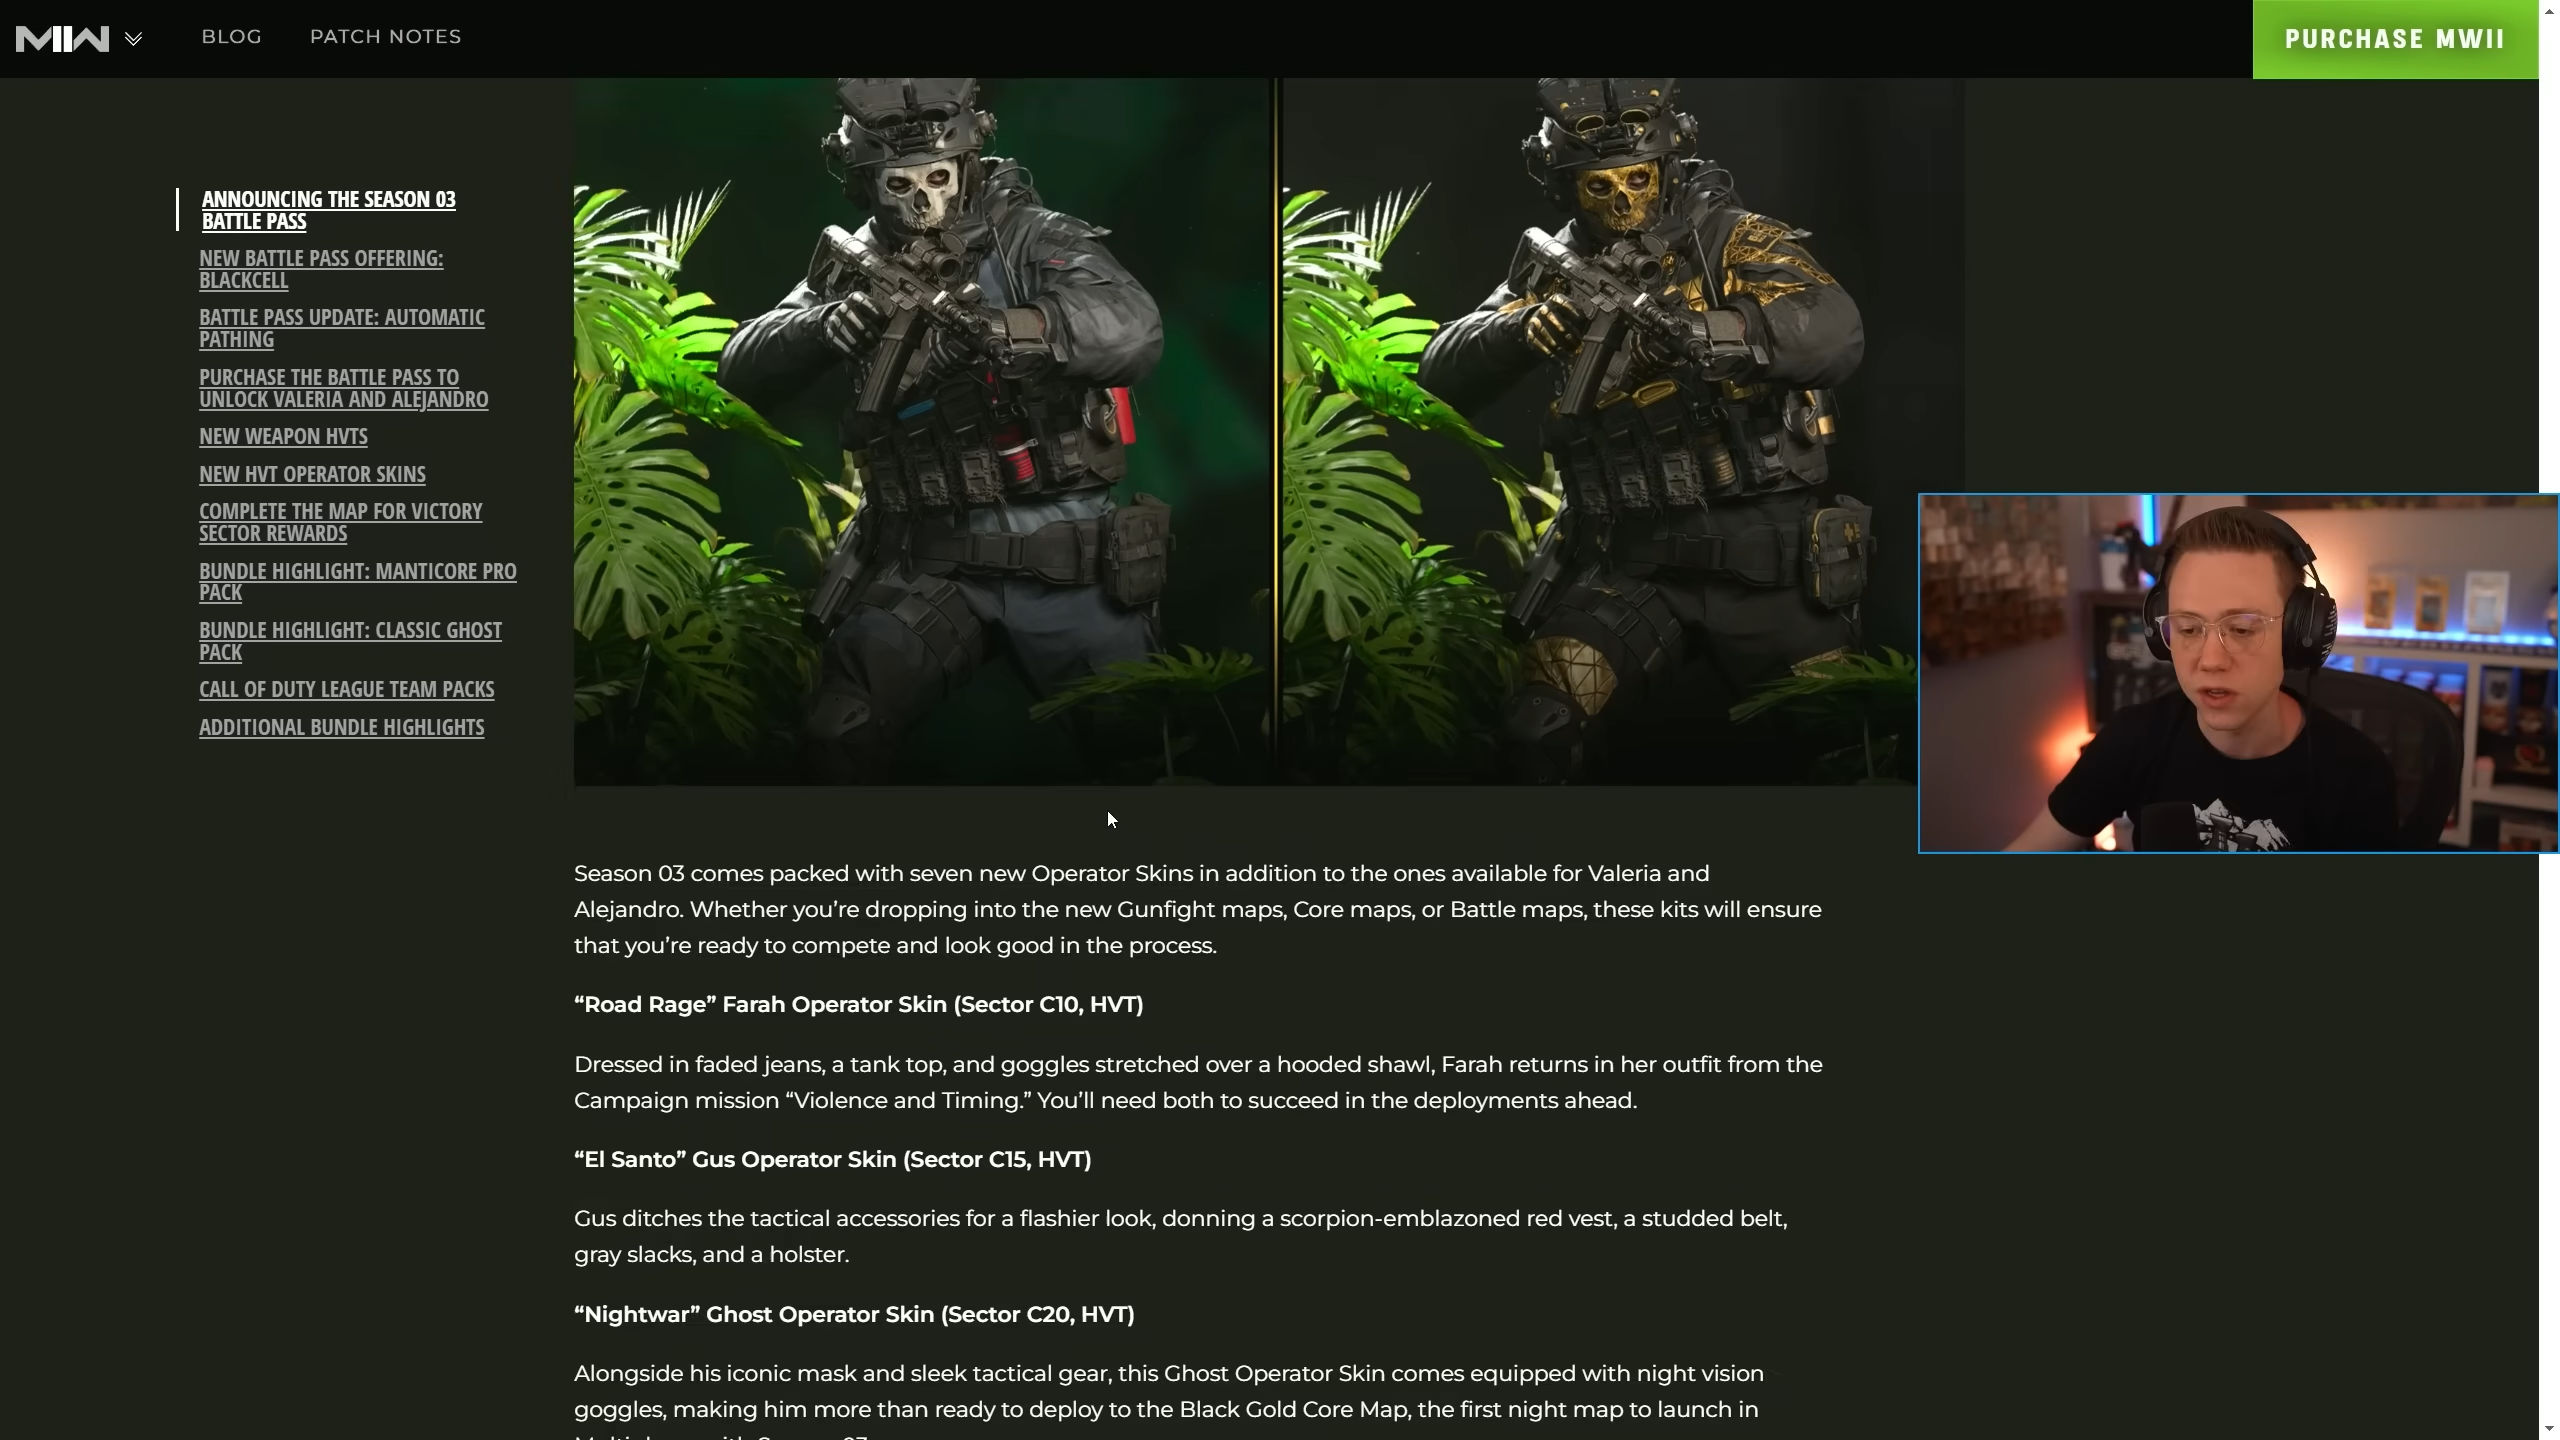 MIIW
BLOG
PATCH NOTES
PURCHASE MWII
ANNOUNCING THE SEASON 03
BATTLE PASS
NEW BATTLE PASS OFFERING:
BLACKCELL
BATTLE PASS UPDATE: AUTOMATIC
PATHING
PURCHASE THE BATTLE PASS TO
UNLOCK VALERIA AND ALEJANDRO
NEW WEAPON HVTS
NEW HVT OPERATOR SKINS
COMPLETE THE MAP FOR VICTORY
SECTOR REWARDS
BUNDLE HIGHLIGHT: MANTICORE PRO
PACK
BUNDLE HIGHLIGHT: CLASSIC GHOST
PACK
CALL OF DUTY LEAGUE TEAM PACKS
ADDITIONAL BUNDLE HIGHLIGHTS
Season 03 comes packed with seven new Operator Skins in addition to the ones available for Valeria and
Alejandro. Whether you’re dropping into the new Gunfight maps, Core maps, or Battle maps, these kits will ensure
that you’re ready to compete and look good in the process.
“Road Rage” Farah Operator Skin (Sector C10, HVT)
Dressed in faded jeans, a tank top, and goggles stretched over a hooded shawl, Farah returns in her outfit from the
Campaign mission “Violence and Timing.” You’ll need both to succeed in the deployments ahead.
“El Santo” Gus Operator Skin (Sector C15, HVT)
Gus ditches the tactical accessories for a flashier look, donning a scorpion-emblazoned red vest, a studded belt,
gray slacks, and a holster.
“Nightwar” Ghost Operator Skin (Sector C20, HVT)
Alongside his iconic mask and sleek tactical gear, this Ghost Operator Skin comes equipped with night vision
goggles, making him more than ready to deploy to the Black Gold Core Map, the first night map to launch in